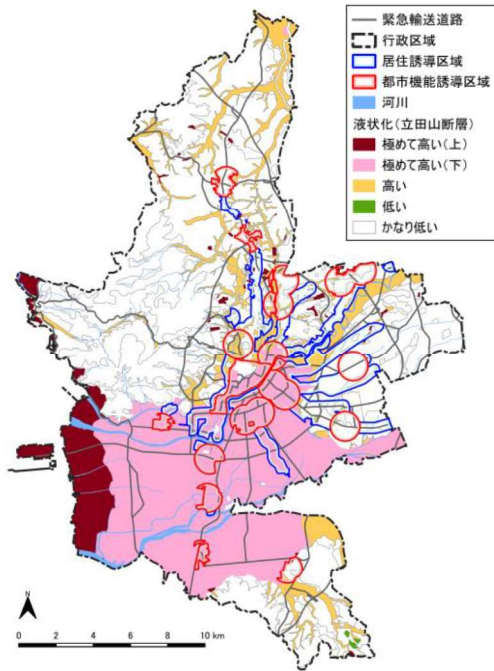 緊急輸送道路
行政区域
居住誘導区域
都市機能誘導区域
河川
液状化(立田山断層)
極めて高い(上)
極めて高い(下)
高い
低い
かなり低い
N
0 2 4 6 8 10 km